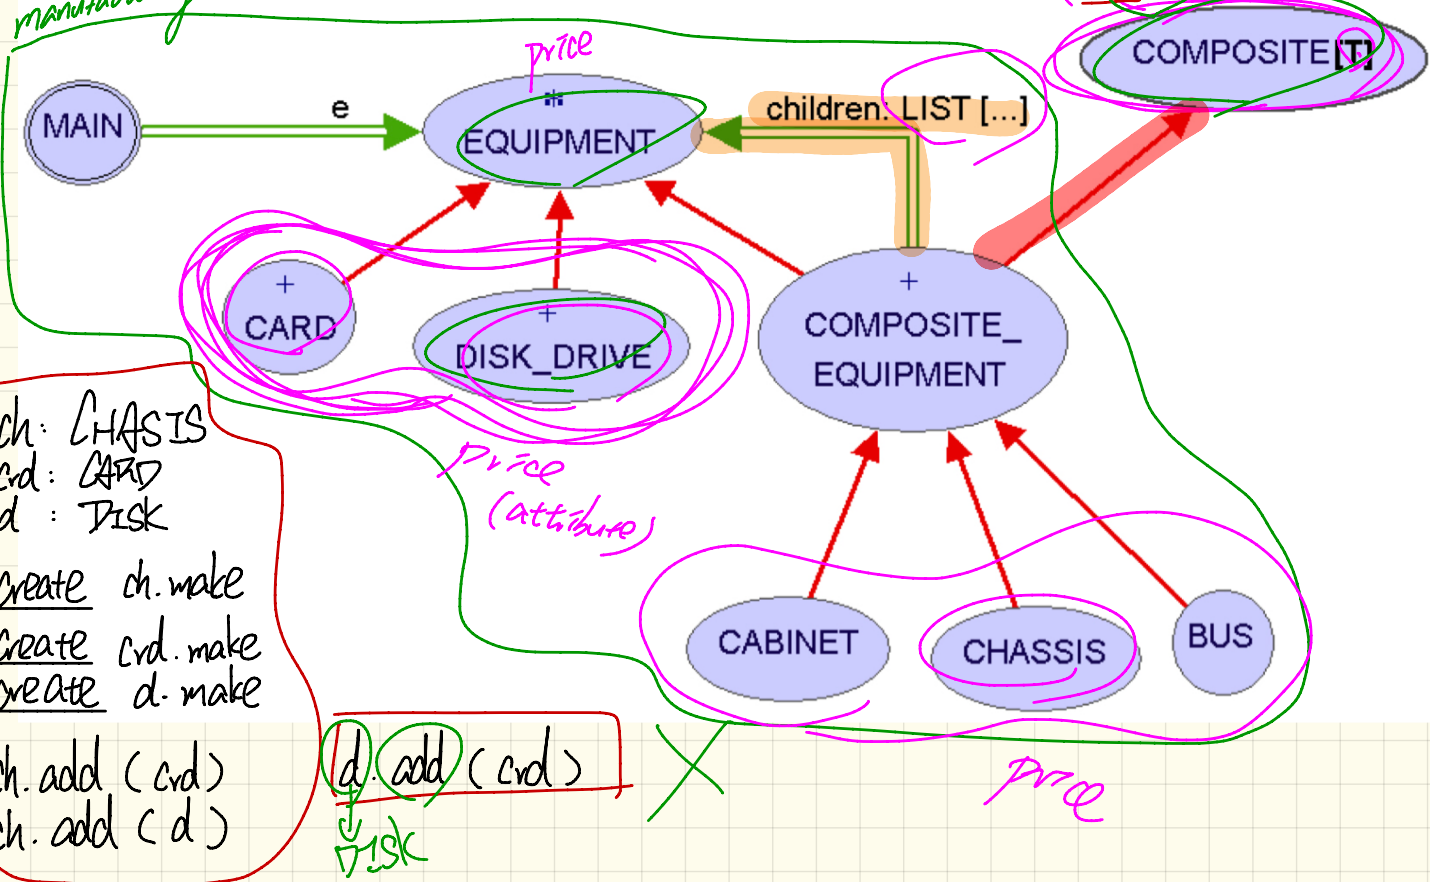 price
COMPOSITE[T]
MAIN
e
*
EQUIPMENT
children: LIST [...]
+
CARD
+
DISK_DRIVE
+
COMPOSITE_
EQUIPMENT
ch: CHASIS
crd: CARD
d : DISK
price
(attribute)
create ch.make
create crd.make
create d.make
CABINET
CHASSIS
BUS
ch.add (crd)
ch.add (d)
d.add (crd)
DISK
price